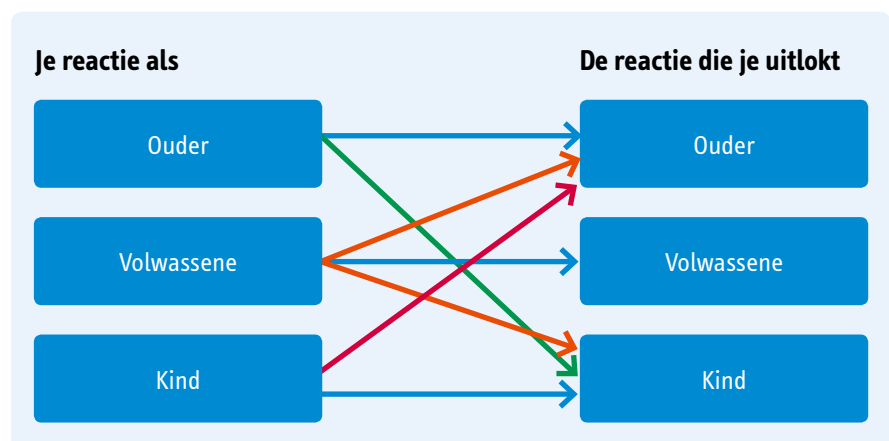 Je reactie als
De reactie die je uitlokt
Ouder
Ouder
Volwassene
Volwassene
Kind
Kind